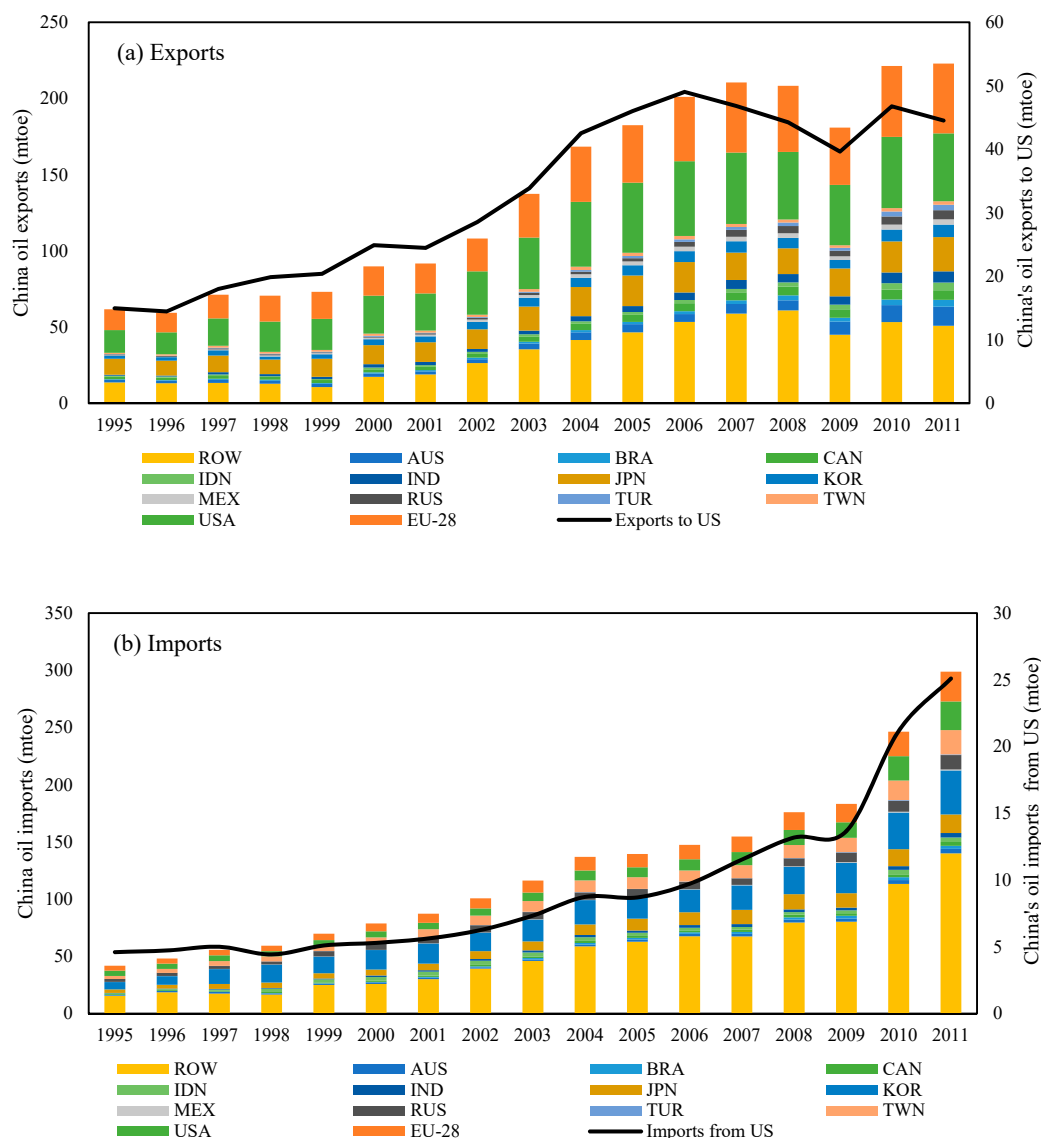 250
60
(a) Exports
200
50
150
40
30
100
20
50
10
0
0
China oil exports (mtoe)
China's oil exports to US (mtoe)
1995 1996 1997 1998 1999 2000 2001 2002 2003 2004 2005 2006 2007 2008 2009 2010 2011
ROW AUS BRA CAN
IDN IND JPN KOR
MEX RUS TUR TWN
USA EU-28 Exports to US
350
30
(b) Imports
300
25
250
20
200
15
150
10
100
5
50
0
0
China oil imports (mtoe)
China's oil imports from US (mtoe)
1995 1996 1997 1998 1999 2000 2001 2002 2003 2004 2005 2006 2007 2008 2009 2010 2011
ROW AUS BRA CAN
IDN IND JPN KOR
MEX RUS TUR TWN
USA EU-28 Imports from US